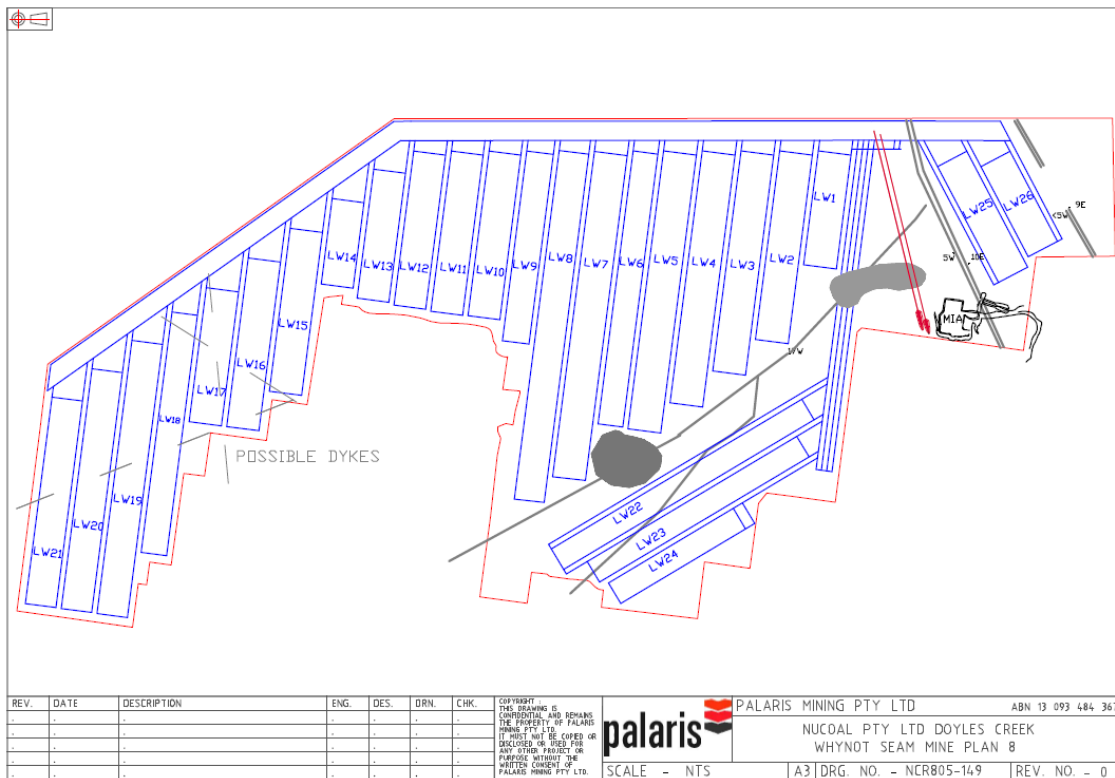 LW1
LW25
LW26
9E
<5W
5W
10E
MIA
17W
LW2
LW3
LW4
LW5
LW6
LW7
LW8
LW9
LW10
LW11
LW12
LW13
LW14
LW15
LW16
LW17
LW18
LW19
LW20
LW21
POSSIBLE DYKES
LW22
LW23
LW24
REV. DATE DESCRIPTION ENG. DES. DRN. CHK.
COPYRIGHT :
THIS DRAWING IS
CONFIDENTIAL AND REMAINS
THE PROPERTY OF PALARIS
MINING PTY LTD.
IT MUST NOT BE COPIED OR
DISCLOSED OR USED FOR
ANY OTHER PROJECT OR
PURPOSE WITHOUT THE
WRITTEN CONSENT OF
PALARIS MINING PTY LTD.
palaris
PALARIS MINING PTY LTD ABN 13 093 484 367
NUCOAL PTY LTD DOYLES CREEK
WHYNOT SEAM MINE PLAN 8
SCALE - NTS A3 DRG. NO. - NCR805-149 REV. NO. - 0